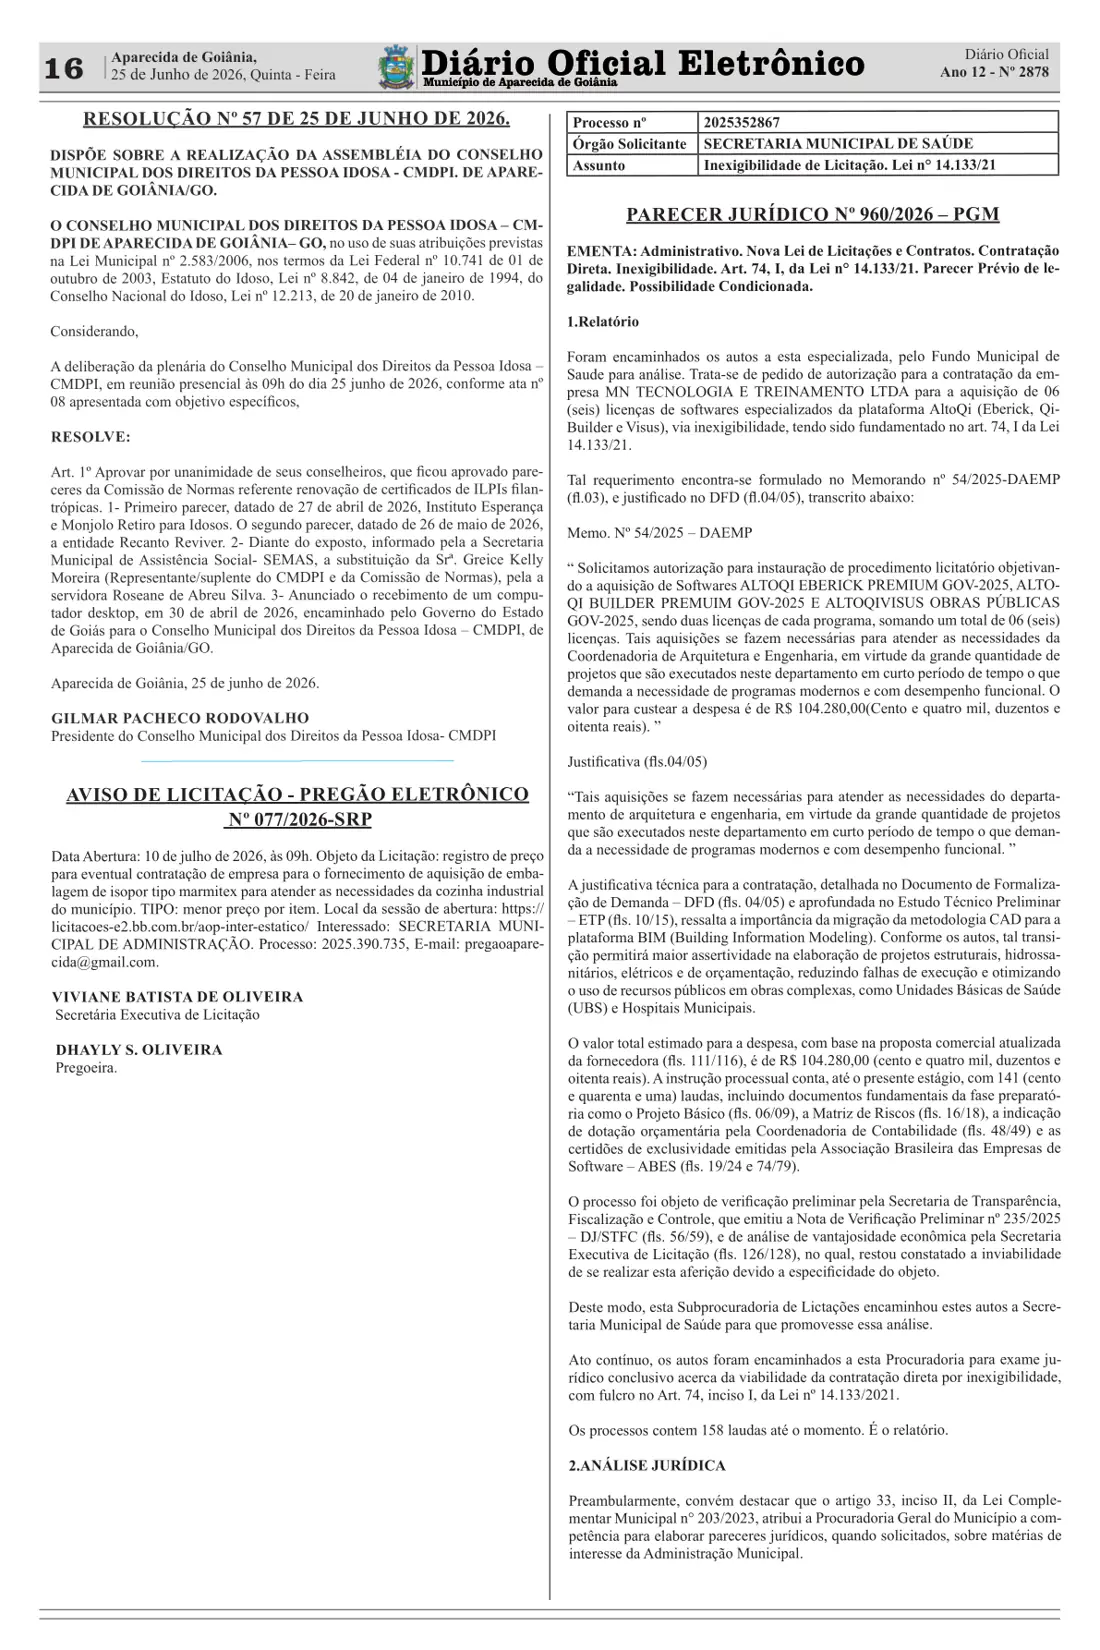 16
Aparecida de Goiânia,
25 de Junho de 2026, Quinta - Feira
Diário Oficial Eletrônico
Município de Aparecida de Goiânia
Diário Oficial
Ano 12 - Nº 2878
RESOLUÇÃO Nº 57 DE 25 DE JUNHO DE 2026.
DISPÕE SOBRE A REALIZAÇÃO DA ASSEMBLÉIA DO CONSELHO
MUNICIPAL DOS DIREITOS DA PESSOA IDOSA - CMDPI. DE APARE-
CIDA DE GOIÂNIA/GO.
O CONSELHO MUNICIPAL DOS DIREITOS DA PESSOA IDOSA – CM-
DPI DE APARECIDA DE GOIÂNIA– GO, no uso de suas atribuições previstas
na Lei Municipal nº 2.583/2006, nos termos da Lei Federal nº 10.741 de 01 de
outubro de 2003, Estatuto do Idoso, Lei nº 8.842, de 04 de janeiro de 1994, do
Conselho Nacional do Idoso, Lei nº 12.213, de 20 de janeiro de 2010.
Considerando,
A deliberação da plenária do Conselho Municipal dos Direitos da Pessoa Idosa –
CMDPI, em reunião presencial às 09h do dia 25 junho de 2026, conforme ata nº
08 apresentada com objetivo específicos,
RESOLVE:
Art. 1º Aprovar por unanimidade de seus conselheiros, que ficou aprovado pare-
ceres da Comissão de Normas referente renovação de certificados de ILPIs filan-
trópicas. 1- Primeiro parecer, datado de 27 de abril de 2026, Instituto Esperança
e Monjolo Retiro para Idosos. O segundo parecer, datado de 26 de maio de 2026,
a entidade Recanto Reviver. 2- Diante do exposto, informado pela a Secretaria
Municipal de Assistência Social- SEMAS, a substituição da Srª. Greice Kelly
Moreira (Representante/suplente do CMDPI e da Comissão de Normas), pela a
servidora Roseane de Abreu Silva. 3- Anunciado o recebimento de um compu-
tador desktop, em 30 de abril de 2026, encaminhado pelo Governo do Estado
de Goiás para o Conselho Municipal dos Direitos da Pessoa Idosa – CMDPI, de
Aparecida de Goiânia/GO.
Aparecida de Goiânia, 25 de junho de 2026.
GILMAR PACHECO RODOVALHO
Presidente do Conselho Municipal dos Direitos da Pessoa Idosa- CMDPI
AVISO DE LICITAÇÃO - PREGÃO ELETRÔNICO
Nº 077/2026-SRP
Data Abertura: 10 de julho de 2026, às 09h. Objeto da Licitação: registro de preço
para eventual contratação de empresa para o fornecimento de aquisição de emba-
lagem de isopor tipo marmitex para atender as necessidades da cozinha industrial
do município. TIPO: menor preço por item. Local da sessão de abertura: https://
licitacoes-e2.bb.com.br/aop-inter-estatico/ Interessado: SECRETARIA MUNI-
CIPAL DE ADMINISTRAÇÃO. Processo: 2025.390.735, E-mail: pregaoapare-
cida@gmail.com.
VIVIANE BATISTA DE OLIVEIRA
Secretária Executiva de Licitação
DHAYLY S. OLIVEIRA
Pregoeira.
Processo nº 2025352867
Órgão Solicitante SECRETARIA MUNICIPAL DE SAÚDE
Assunto Inexigibilidade de Licitação. Lei n° 14.133/21
PARECER JURÍDICO Nº 960/2026 – PGM
EMENTA: Administrativo. Nova Lei de Licitações e Contratos. Contratação
Direta. Inexigibilidade. Art. 74, I, da Lei n° 14.133/21. Parecer Prévio de le-
galidade. Possibilidade Condicionada.
1.Relatório
Foram encaminhados os autos a esta especializada, pelo Fundo Municipal de
Saude para análise. Trata-se de pedido de autorização para a contratação da em-
presa MN TECNOLOGIA E TREINAMENTO LTDA para a aquisição de 06
(seis) licenças de softwares especializados da plataforma AltoQi (Eberick, Qi-
Builder e Visus), via inexigibilidade, tendo sido fundamentado no art. 74, I da Lei
14.133/21.
Tal requerimento encontra-se formulado no Memorando nº 54/2025-DAEMP
(fl.03), e justificado no DFD (fl.04/05), transcrito abaixo:
Memo. Nº 54/2025 – DAEMP
“ Solicitamos autorização para instauração de procedimento licitatório objetivan-
do a aquisição de Softwares ALTOQI EBERICK PREMIUM GOV-2025, ALTO-
QI BUILDER PREMUIM GOV-2025 E ALTOQIVISUS OBRAS PÚBLICAS
GOV-2025, sendo duas licenças de cada programa, somando um total de 06 (seis)
licenças. Tais aquisições se fazem necessárias para atender as necessidades da
Coordenadoria de Arquitetura e Engenharia, em virtude da grande quantidade de
projetos que são executados neste departamento em curto período de tempo o que
demanda a necessidade de programas modernos e com desempenho funcional. O
valor para custear a despesa é de R$ 104.280,00(Cento e quatro mil, duzentos e
oitenta reais). ”
Justificativa (fls.04/05)
“Tais aquisições se fazem necessárias para atender as necessidades do departa-
mento de arquitetura e engenharia, em virtude da grande quantidade de projetos
que são executados neste departamento em curto período de tempo o que deman-
da a necessidade de programas modernos e com desempenho funcional. ”
A justificativa técnica para a contratação, detalhada no Documento de Formaliza-
ção de Demanda – DFD (fls. 04/05) e aprofundada no Estudo Técnico Preliminar
– ETP (fls. 10/15), ressalta a importância da migração da metodologia CAD para a
plataforma BIM (Building Information Modeling). Conforme os autos, tal transi-
ção permitirá maior assertividade na elaboração de projetos estruturais, hidrossa-
nitários, elétricos e de orçamentação, reduzindo falhas de execução e otimizando
o uso de recursos públicos em obras complexas, como Unidades Básicas de Saúde
(UBS) e Hospitais Municipais.
O valor total estimado para a despesa, com base na proposta comercial atualizada
da fornecedora (fls. 111/116), é de R$ 104.280,00 (cento e quatro mil, duzentos e
oitenta reais). A instrução processual conta, até o presente estágio, com 141 (cento
e quarenta e uma) laudas, incluindo documentos fundamentais da fase preparató-
ria como o Projeto Básico (fls. 06/09), a Matriz de Riscos (fls. 16/18), a indicação
de dotação orçamentária pela Coordenadoria de Contabilidade (fls. 48/49) e as
certidões de exclusividade emitidas pela Associação Brasileira das Empresas de
Software – ABES (fls. 19/24 e 74/79).
O processo foi objeto de verificação preliminar pela Secretaria de Transparência,
Fiscalização e Controle, que emitiu a Nota de Verificação Preliminar nº 235/2025
– DJ/STFC (fls. 56/59), e de análise de vantajosidade econômica pela Secretaria
Executiva de Licitação (fls. 126/128), no qual, restou constatado a inviabilidade
de se realizar esta aferição devido a especificidade do objeto.
Deste modo, esta Subprocuradoria de Lictações encaminhou estes autos a Secre-
taria Municipal de Saúde para que promovesse essa análise.
Ato contínuo, os autos foram encaminhados a esta Procuradoria para exame ju-
rídico conclusivo acerca da viabilidade da contratação direta por inexigibilidade,
com fulcro no Art. 74, inciso I, da Lei nº 14.133/2021.
Os processos contem 158 laudas até o momento. É o relatório.
2.ANÁLISE JURÍDICA
Preambularmente, convém destacar que o artigo 33, inciso II, da Lei Comple-
mentar Municipal n° 203/2023, atribui a Procuradoria Geral do Município a com-
petência para elaborar pareceres jurídicos, quando solicitados, sobre matérias de
interesse da Administração Municipal.